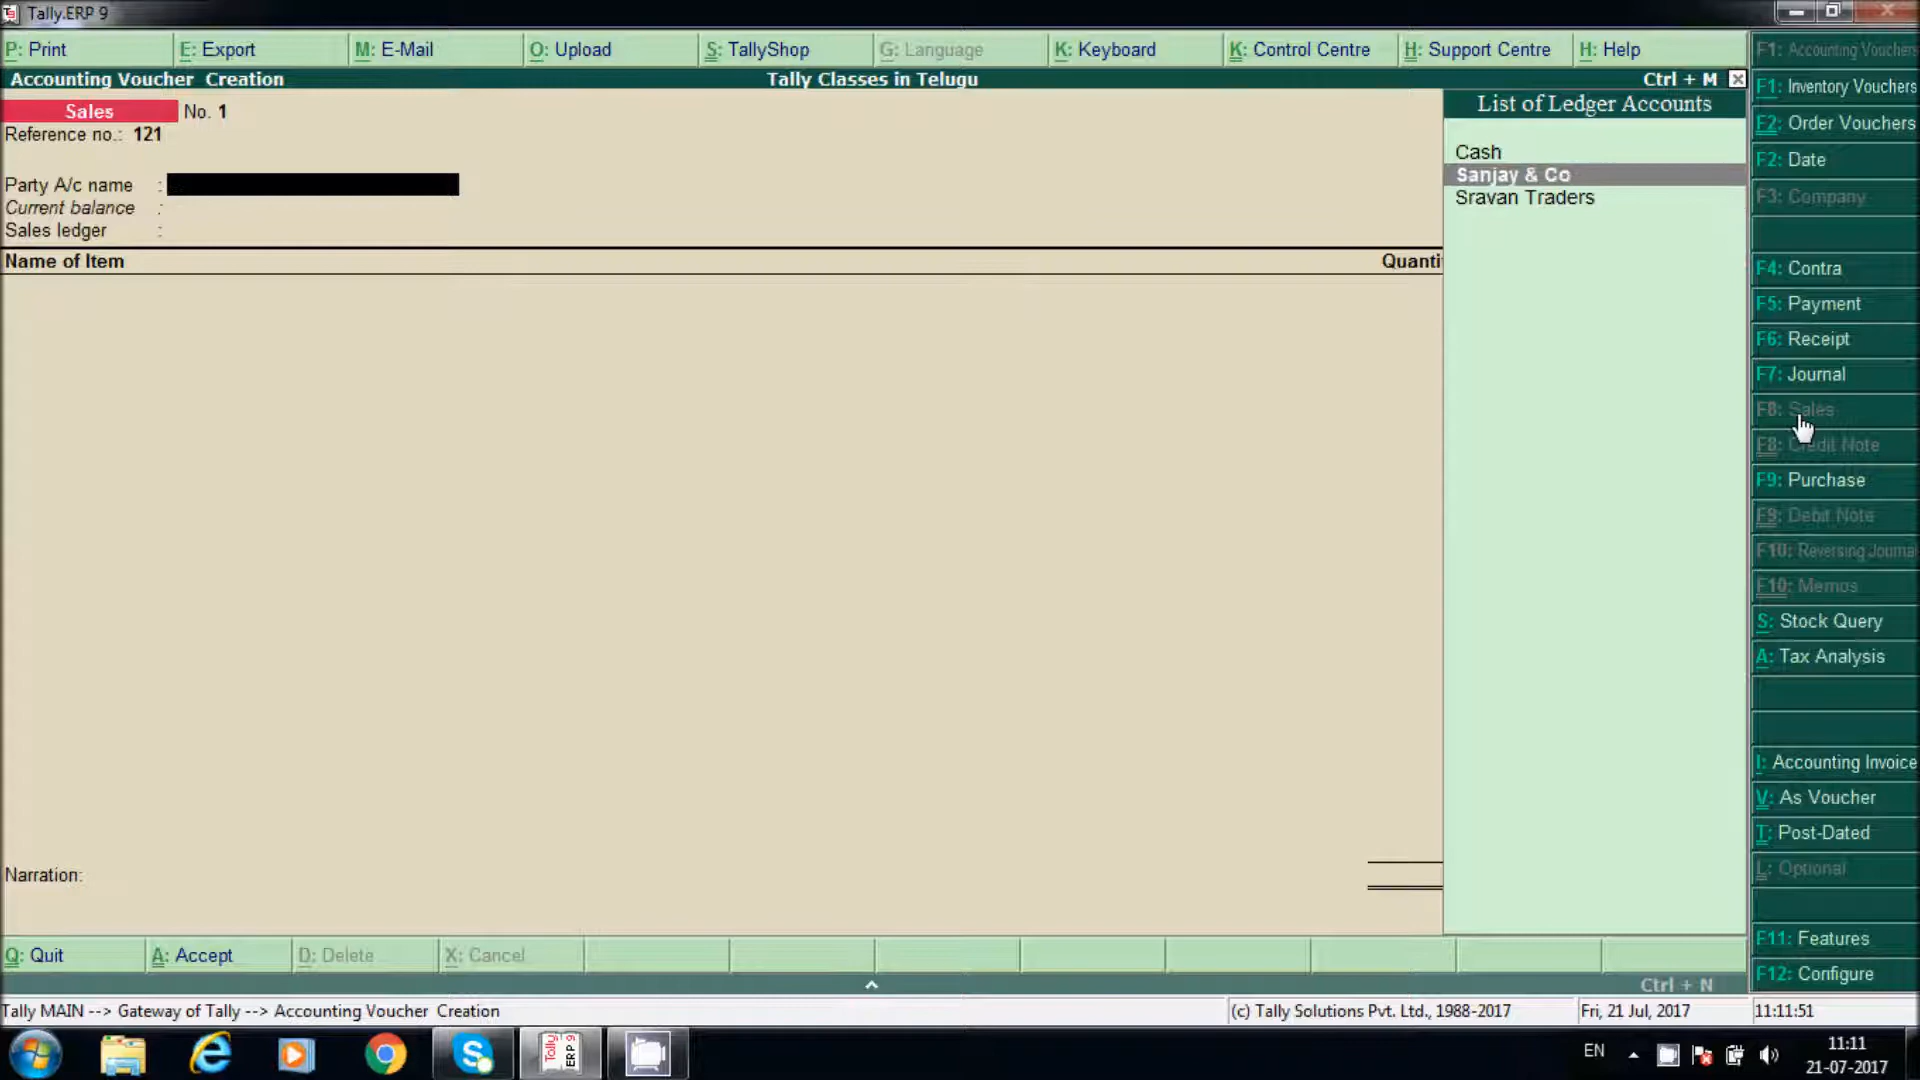 Tally.ERP 9
P: Print
E: Export
M: E-Mail
O: Upload
S: TallyShop
G: Language
K: Keyboard
K: Control Centre
H: Support Centre
H: Help
Accounting Voucher Creation
Tally Classes in Telugu
Ctrl + M
Sales
No. 1
Reference no.: 121
Party A/c name :
Current balance :
Sales ledger :
Name of Item
Quanti
Narration:
List of Ledger Accounts
Cash
Sanjay & Co
Sravan Traders
F1: Accounting Vouchers
F1: Inventory Vouchers
F2: Order Vouchers
F2: Date
F3: Company
F4: Contra
F5: Payment
F6: Receipt
F7: Journal
F8: Sales
F8: Credit Note
F9: Purchase
F9: Debit Note
F10: Reversing Journal
F10: Memos
S: Stock Query
A: Tax Analysis
I: Accounting Invoice
V: As Voucher
T: Post-Dated
L: Optional
F11: Features
F12: Configure
Q: Quit
A: Accept
D: Delete
X: Cancel
Ctrl + N
Tally MAIN --> Gateway of Tally --> Accounting Voucher Creation
(c) Tally Solutions Pvt. Ltd., 1988-2017
Fri, 21 Jul, 2017
11:11:51
Tally
ERP 9
EN
11:11
21-07-2017